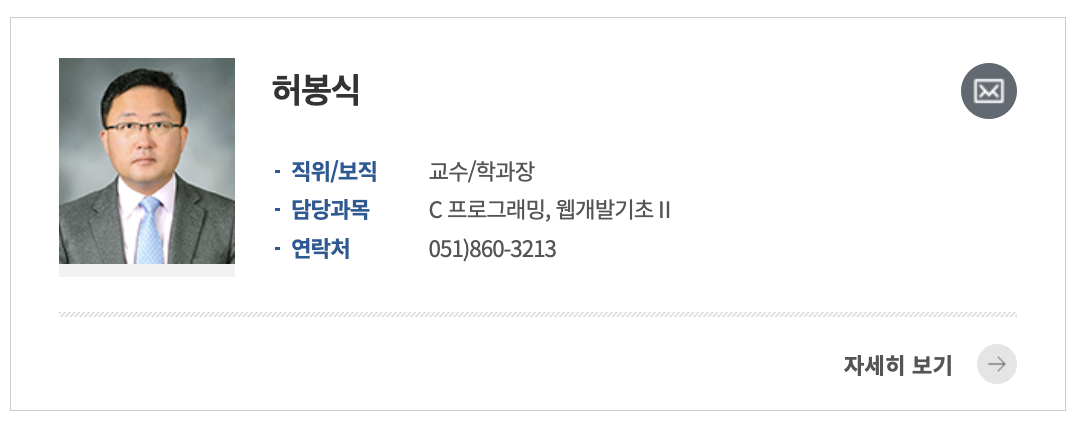 허봉식
- 직위/보직 교수/학과장
- 담당과목 C 프로그래밍, 웹개발기초 II
- 연락처 051)860-3213
자세히 보기